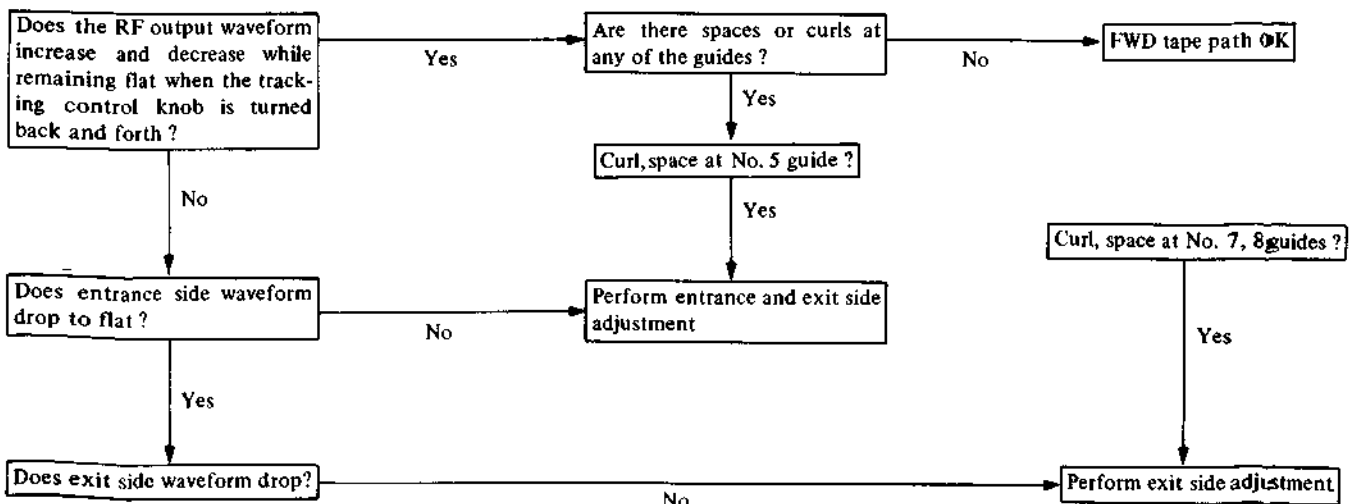 Does the RF output waveform
increase and decrease while
remaining flat when the track-
ing control knob is turned
back and forth ?
Yes
Are there spaces or curls at
any of the guides ?
No
FWD tape path OK
Yes
Curl, space at No. 5 guide ?
No
Yes
Curl, space at No. 7, 8 guides ?
Does entrance side waveform
drop to flat ?
No
Perform entrance and exit side
adjustment
Yes
Yes
Does exit side waveform drop?
No
Perform exit side adjustment